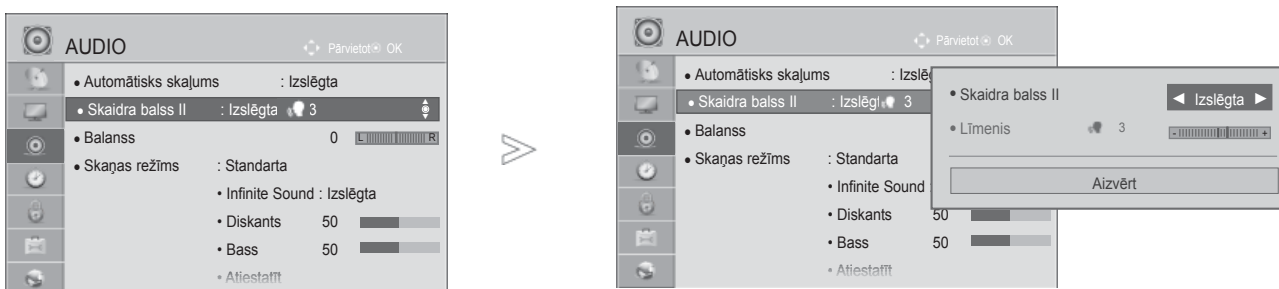 AUDIO
Pārvietot OK
• Automātisks skaļums : Izslēgta
• Skaidra balss II : Izslēgta 3
• Balanss 0 L R
• Skaņas režīms : Standarta
• Infinite Sound : Izslēgta
• Diskants 50
• Bass 50
• Atiestatīt
AUDIO
Pārvietot OK
• Automātisks skaļums : Izslēg
• Skaidra balss II : Izslēgt 3
• Balanss
• Skaņas režīms : Standarta
• Infinite Sound :
• Diskants 50
• Bass 50
• Atiestatīt
• Skaidra balss II ◄ Izslēgta ►
• Līmenis 3 - +
Aizvērt